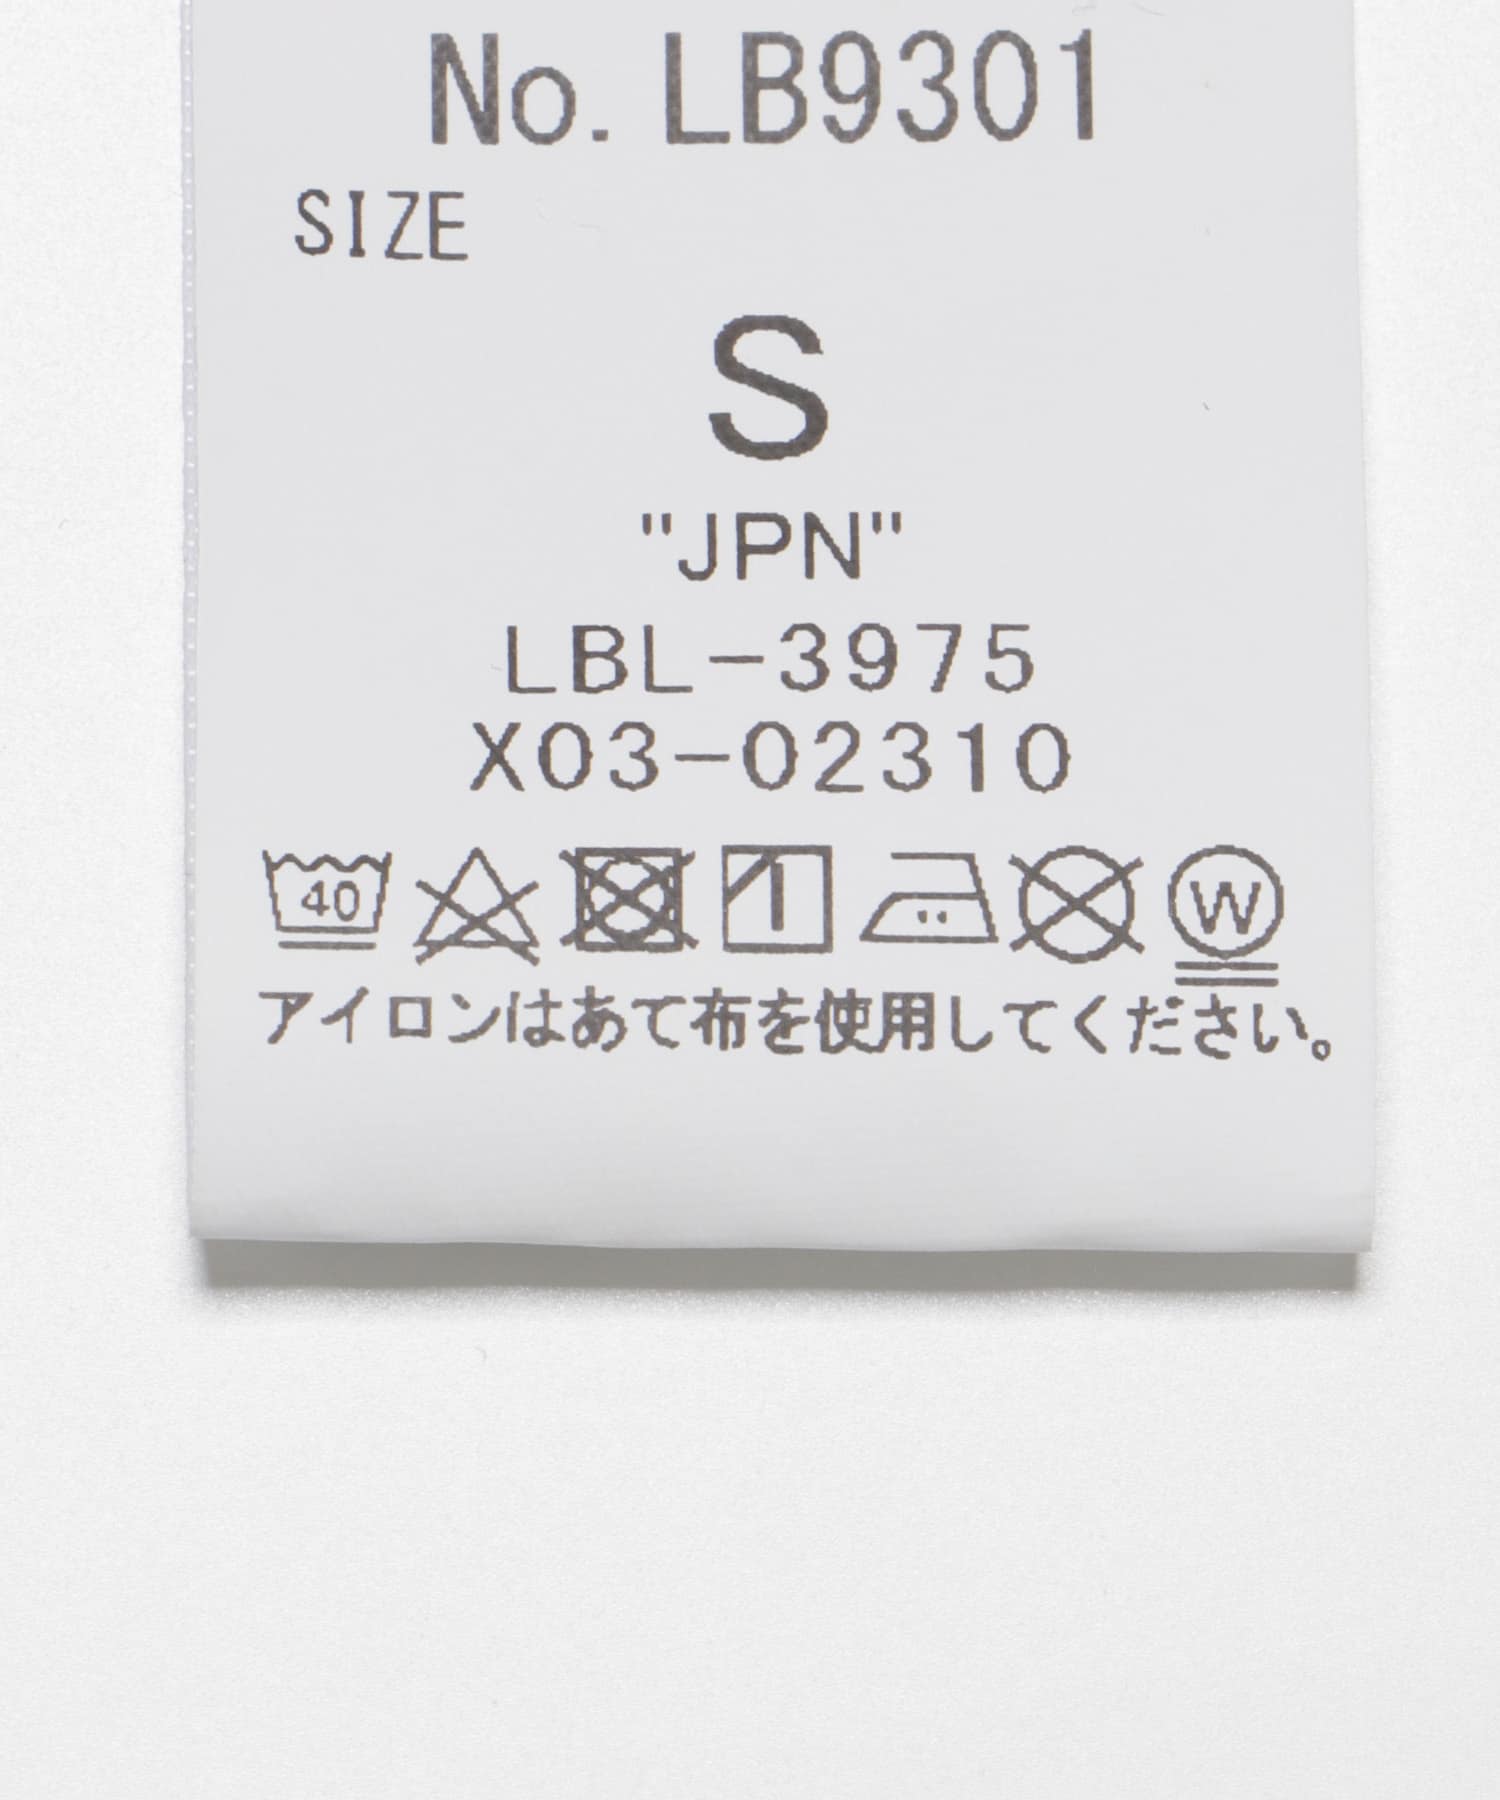 No. LB9301
SIZE
S
"JPN"
LBL-3975
X03-02310
40 W
アイロンはあて布を使用してください。